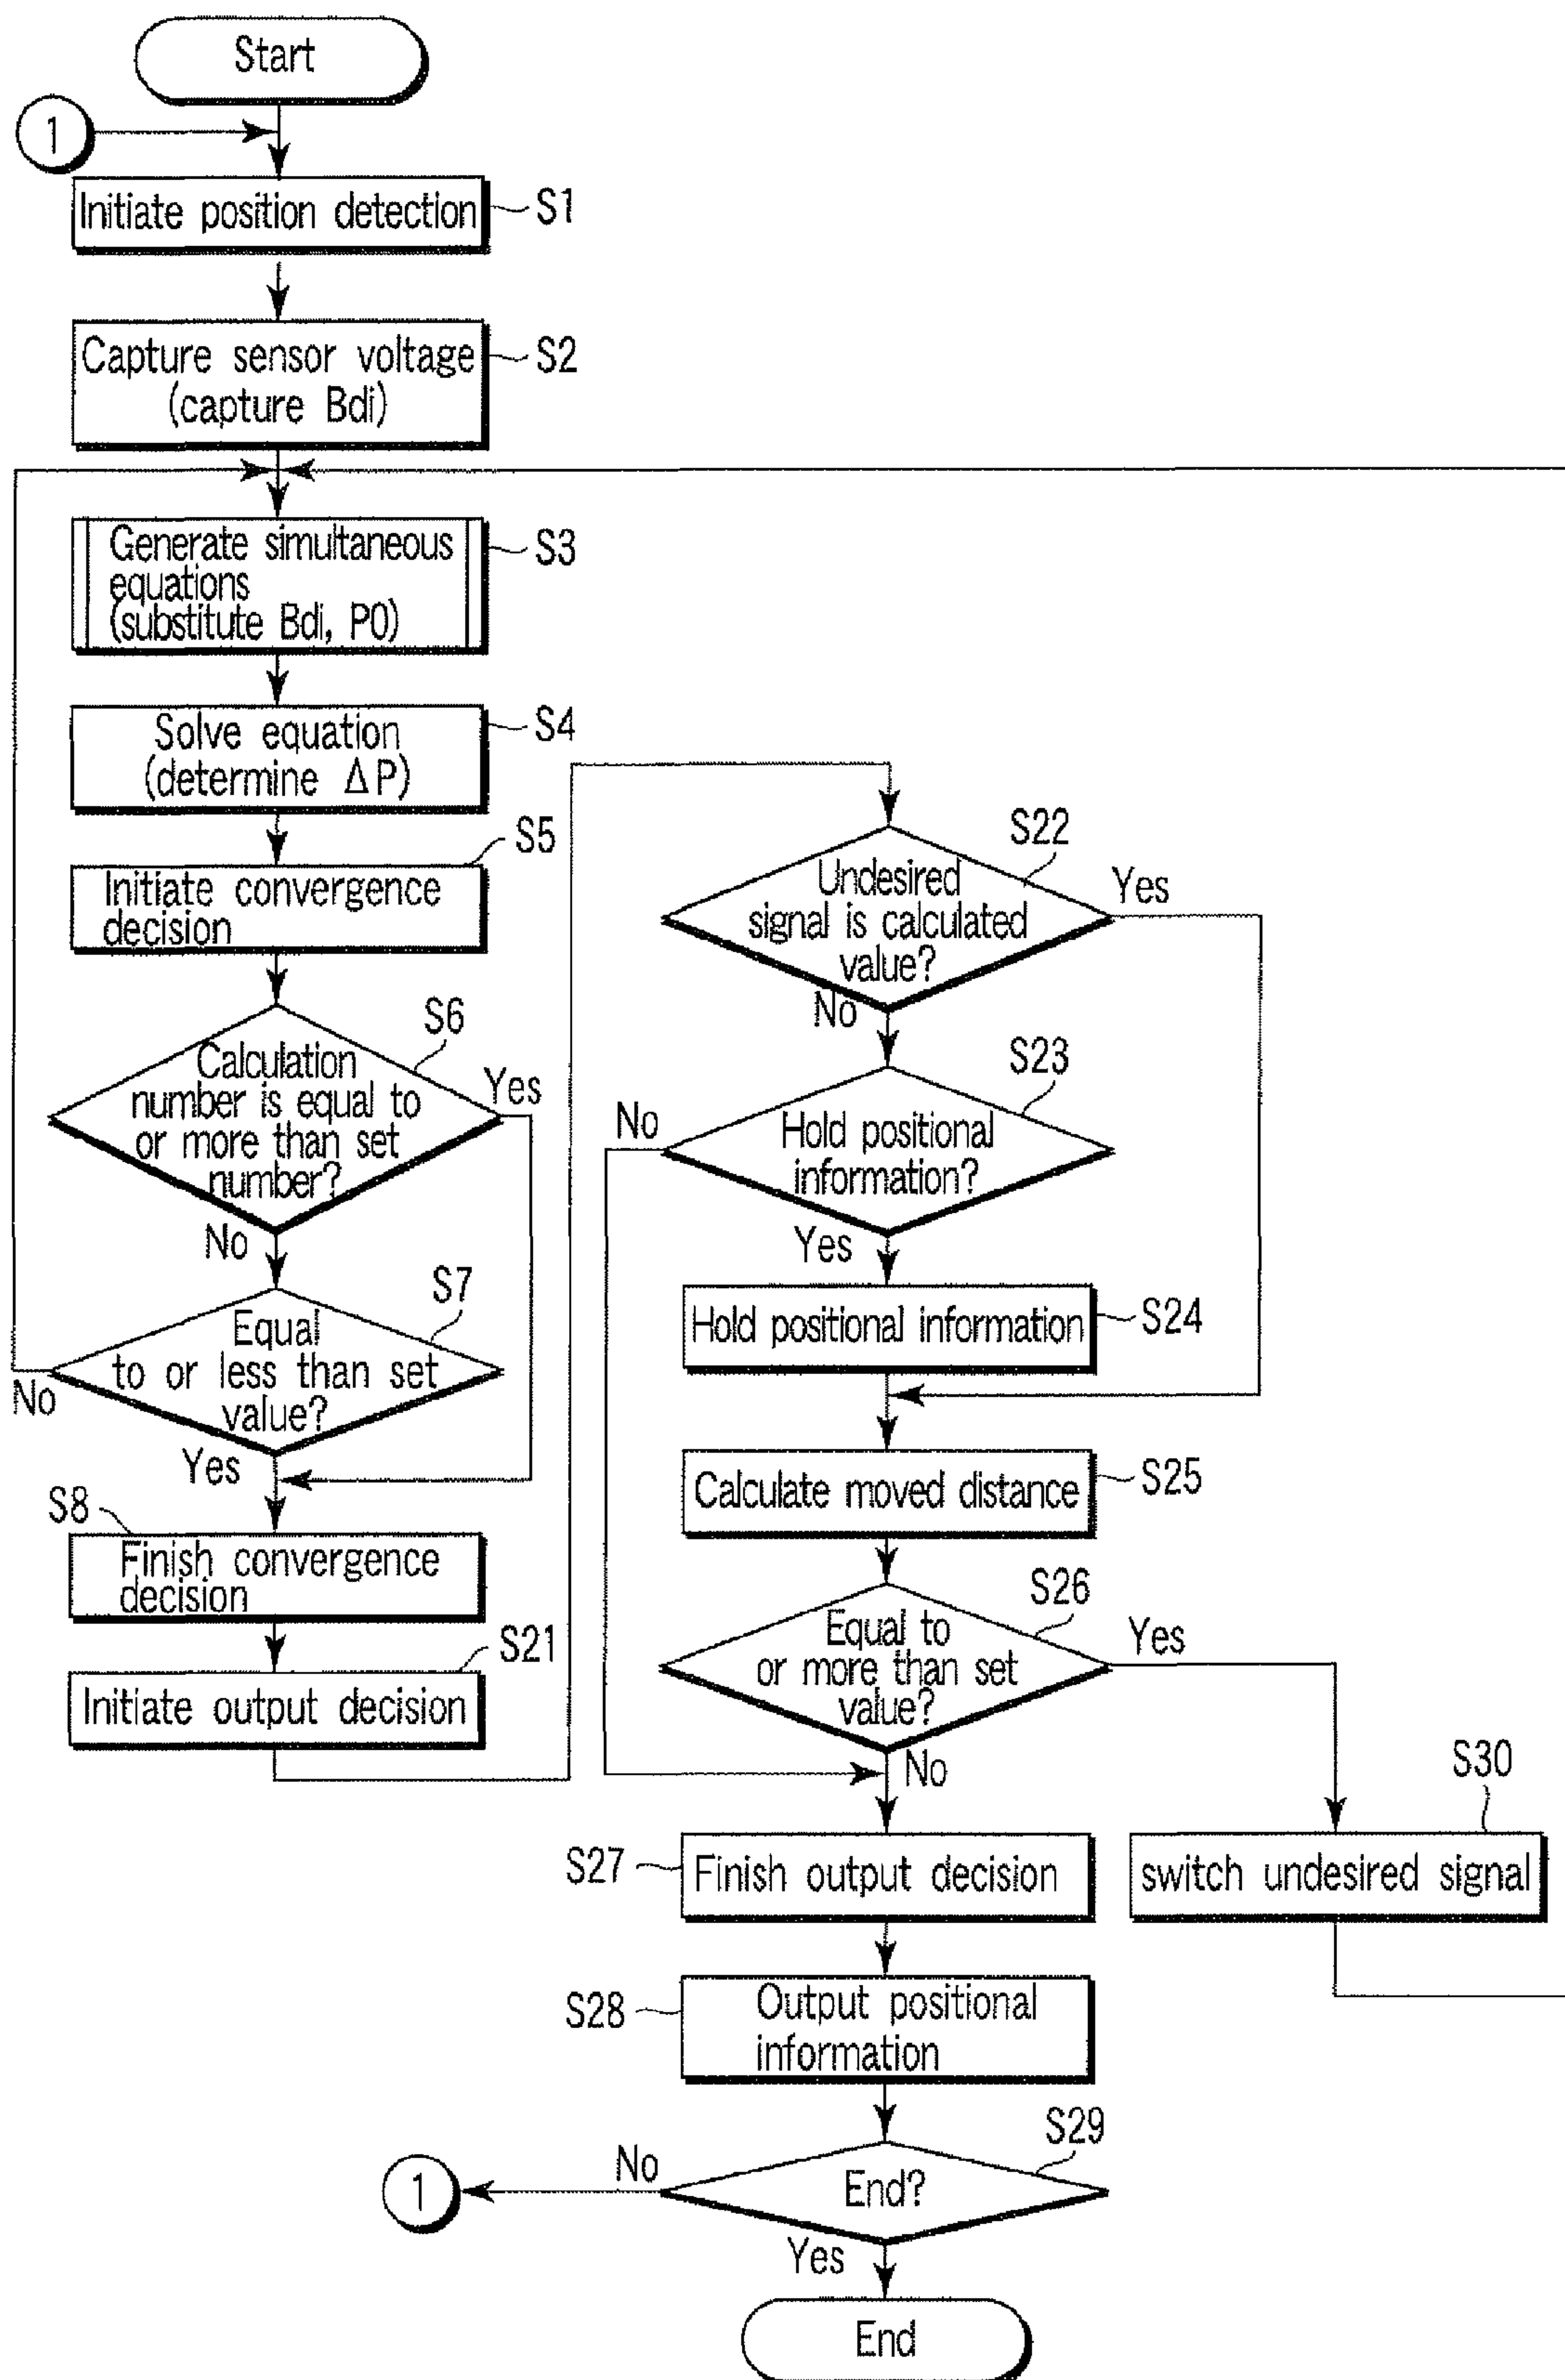 Start
1
Initiate position detection
S1
Capture sensor voltage
(capture Bdi)
S2
Generate simultaneous
equations
(substitute Bdi, P0)
S3
Solve equation
(determine ΔP)
S4
S5
Initiate convergence
decision
S6
Calculation
number is equal to
or more than set
number?
Yes
No
S7
Equal
to or less than set
value?
No
Yes
S8
Finish convergence
decision
S21
Initiate output decision
S22
Undesired
signal is calculated
value?
Yes
No
S23
Hold positional
information?
No
Yes
Hold positional information
S24
Calculate moved distance
S25
S26
Equal to
or more than set
value?
Yes
No
S30
switch undesired signal
S27
Finish output decision
S28
Output positional
information
S29
End?
No
1
Yes
End